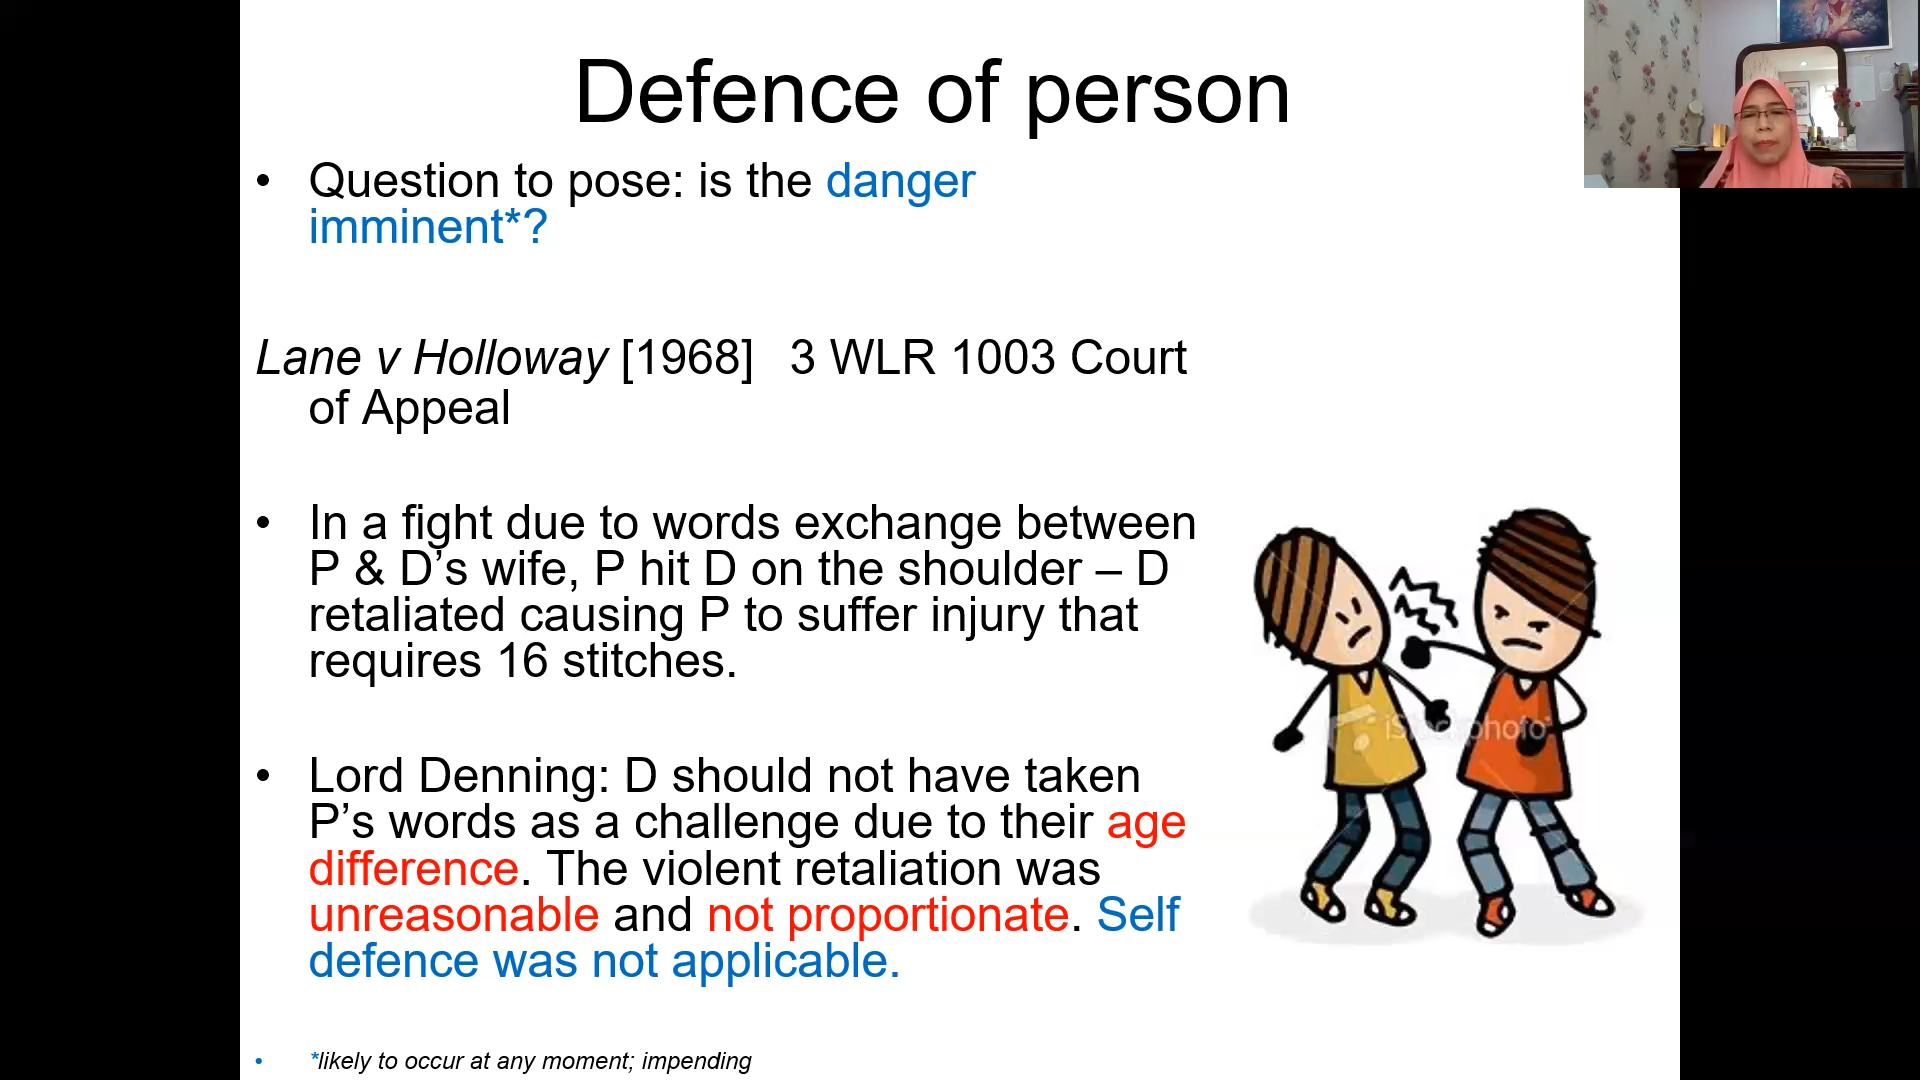 Defence of person
• Question to pose: is the danger
imminent*?
Lane v Holloway [1968] 3 WLR 1003 Court
of Appeal
• In a fight due to words exchange between
P & D’s wife, P hit D on the shoulder – D
retaliated causing P to suffer injury that
requires 16 stitches.
• Lord Denning: D should not have taken
P’s words as a challenge due to their age
difference. The violent retaliation was
unreasonable and not proportionate. Self
defence was not applicable.
• *likely to occur at any moment; impending
iStockphoto